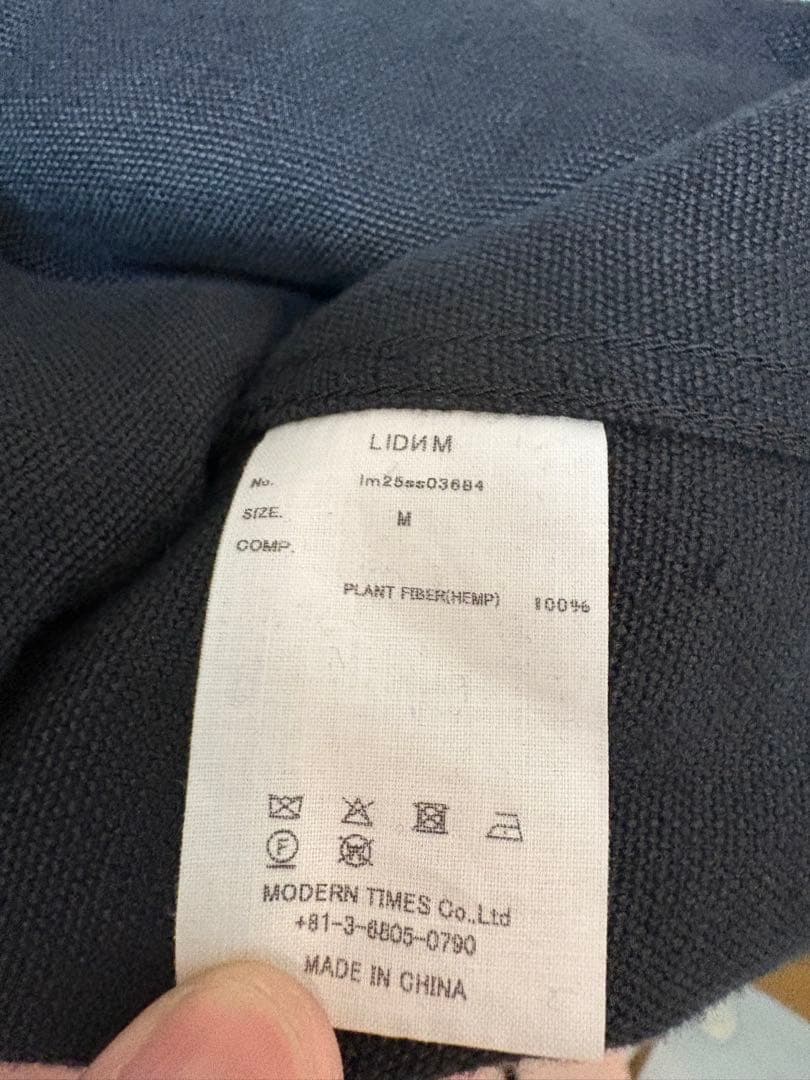 LIDИM
No. lm25ss03684
SIZE. M
COMP.
PLANT FIBER(HEMP) 100%
F
W
MODERN TIMES Co.,Ltd
+81-3-6805-0790
MADE IN CHINA